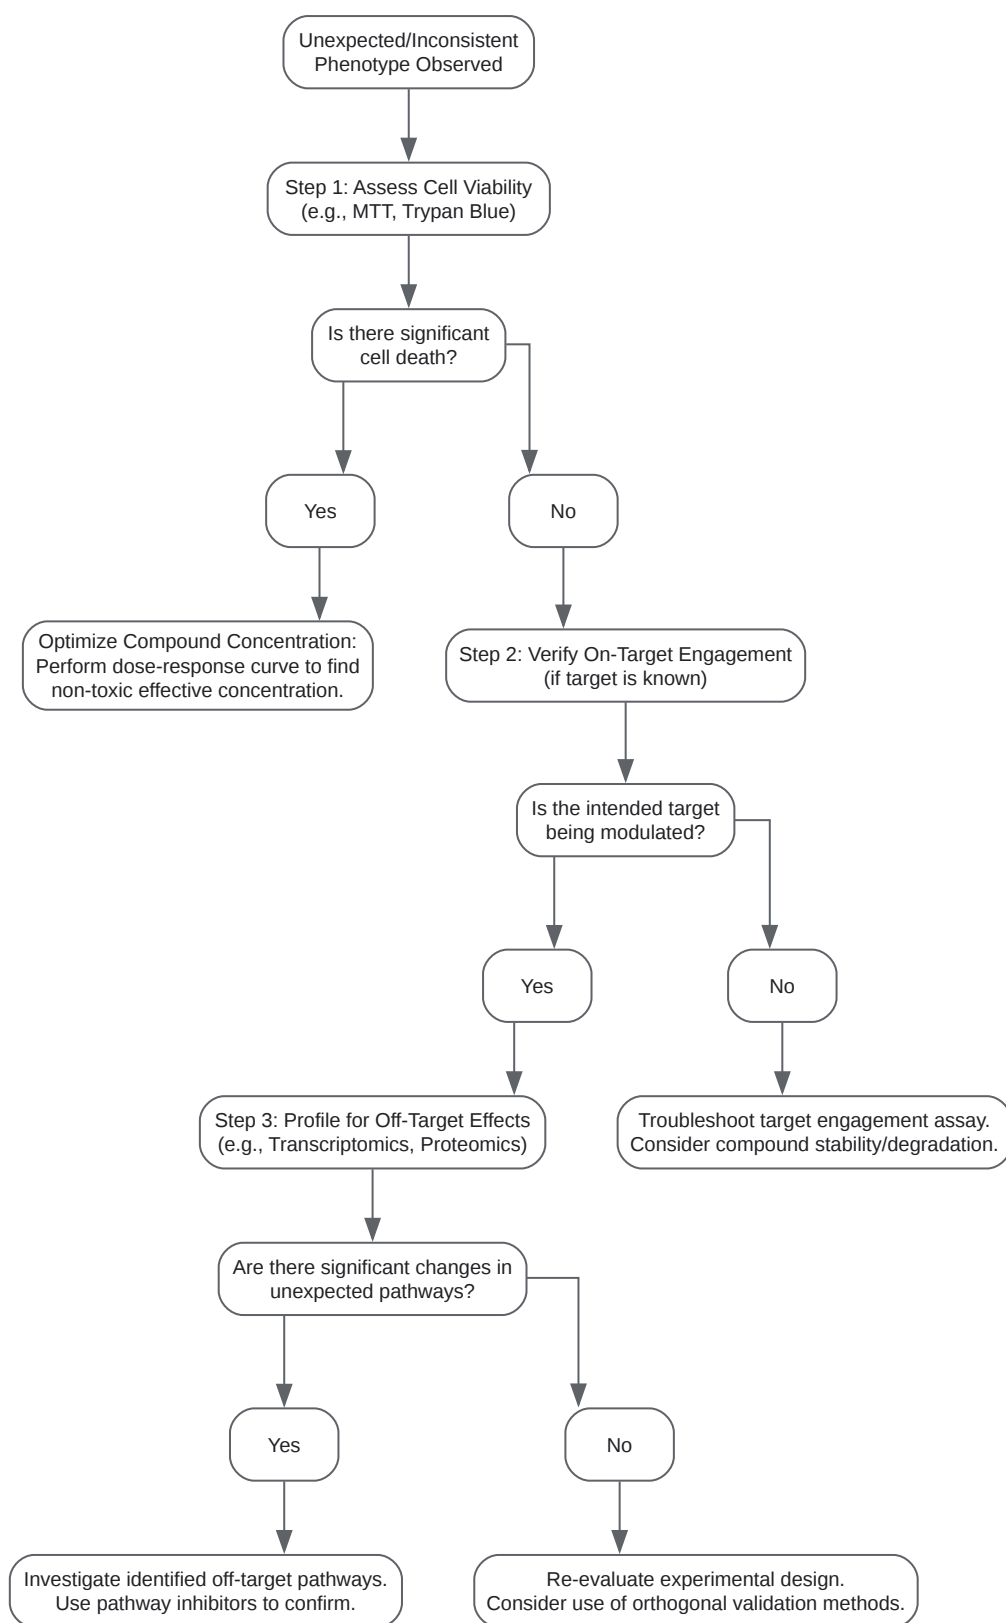 Unexpected/Inconsistent
Phenotype Observed
Step 1: Assess Cell Viability
(e.g., MTT, Trypan Blue)
Is there significant
cell death?
Yes
No
Optimize Compound Concentration:
Perform dose-response curve to find
non-toxic effective concentration.
Step 2: Verify On-Target Engagement
(if target is known)
Is the intended target
being modulated?
Yes
No
Step 3: Profile for Off-Target Effects
(e.g., Transcriptomics, Proteomics)
Troubleshoot target engagement assay.
Consider compound stability/degradation.
Are there significant changes in
unexpected pathways?
Yes
No
Investigate identified off-target pathways.
Use pathway inhibitors to confirm.
Re-evaluate experimental design.
Consider use of orthogonal validation methods.